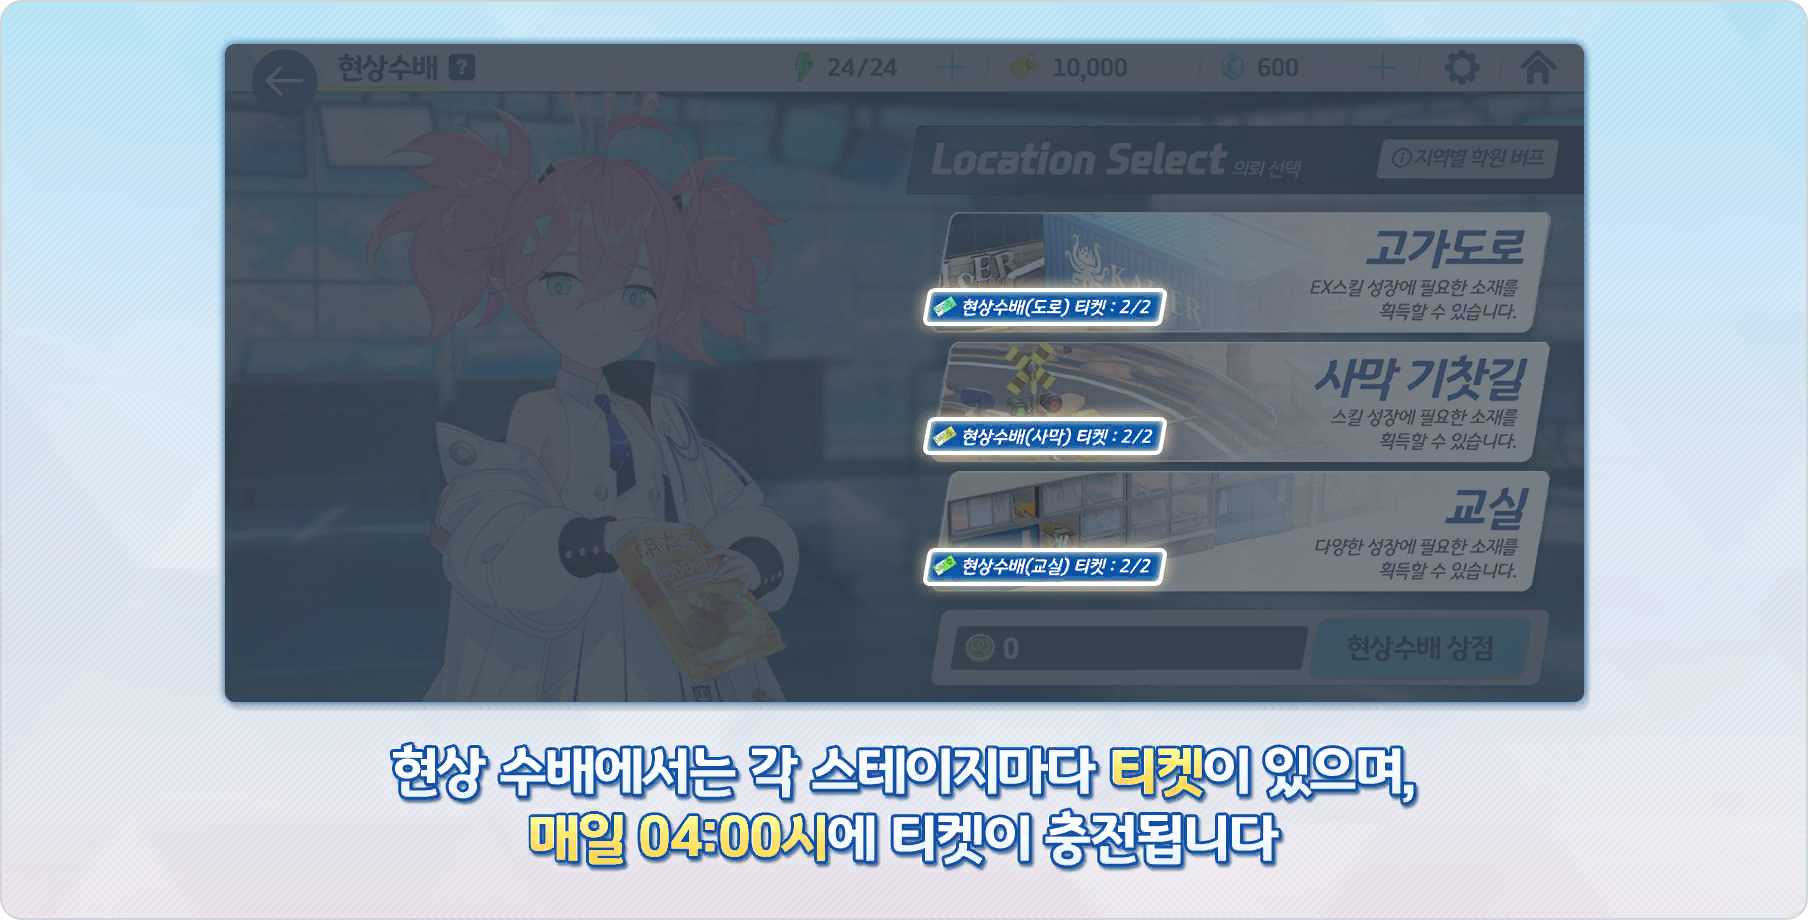 현상수배 ?
24/24
10,000
600
Location Select 의뢰 선택
지역별 학원 버프
고가도로
EX스킬 성장에 필요한 소재를
획득할 수 있습니다.
현상수배(도로) 티켓 : 2/2
사막 기찻길
스킬 성장에 필요한 소재를
획득할 수 있습니다.
현상수배(사막) 티켓 : 2/2
교실
다양한 성장에 필요한 소재를
획득할 수 있습니다.
현상수배(교실) 티켓 : 2/2
0
현상수배 상점
현상 수배에서는 각 스테이지마다 티켓이 있으며,
매일 04:00시에 티켓이 충전됩니다